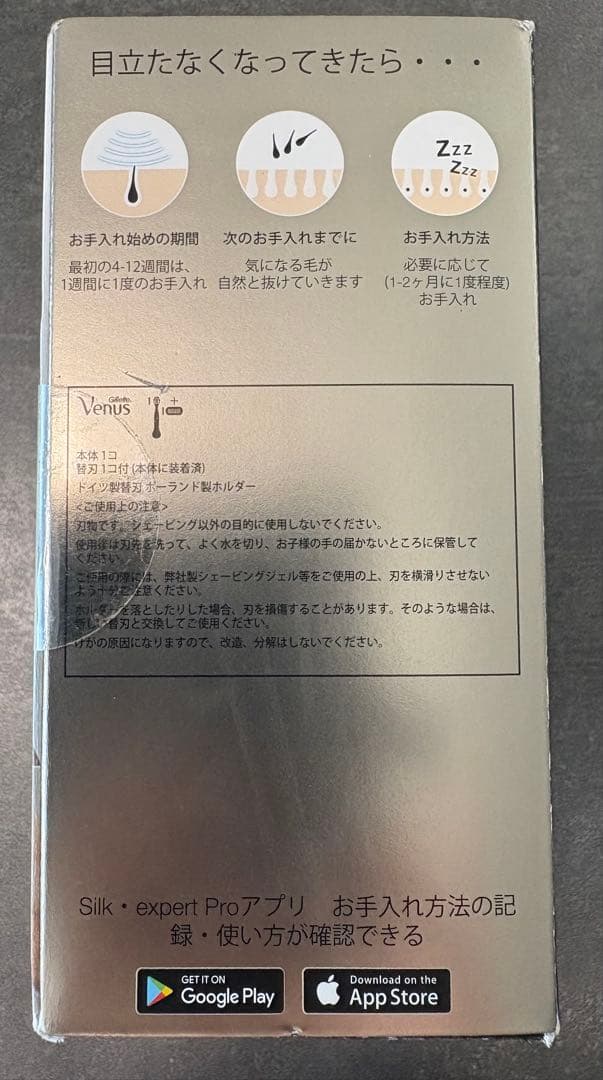 目立たなくなってきたら・・・
Zzz
Zzz
お手入れ始めの期間
最初の4-12週間は、
1週間に1度のお手入れ
次のお手入れまでに
気になる毛が
自然と抜けていきます
お手入れ方法
必要に応じて
(1-2ヶ月に1度程度)
お手入れ
Gillette
Venus
本体 1コ
替刃 1コ付 (本体に装着済)
ドイツ製替刃 ポーランド製ホルダー
<ご使用上の注意>
刃物です。シェービング以外の目的に使用しないでください。
使用後は刃先を洗って、よく水を切り、お子様の手の届かないところに保管して
ください。
ご使用の際には、弊社製シェービングジェル等をご使用の上、刃を横滑りさせない
よう十分ご注意ください。
ホルダーを落としたりした場合、刃を損傷することがあります。そのような場合は、
新しい替刃と交換してご使用ください。
けがの原因になりますので、改造、分解はしないでください。
Silk・expert Proアプリ お手入れ方法の記
録・使い方が確認できる
GET IT ON
Google Play
Download on the
App Store